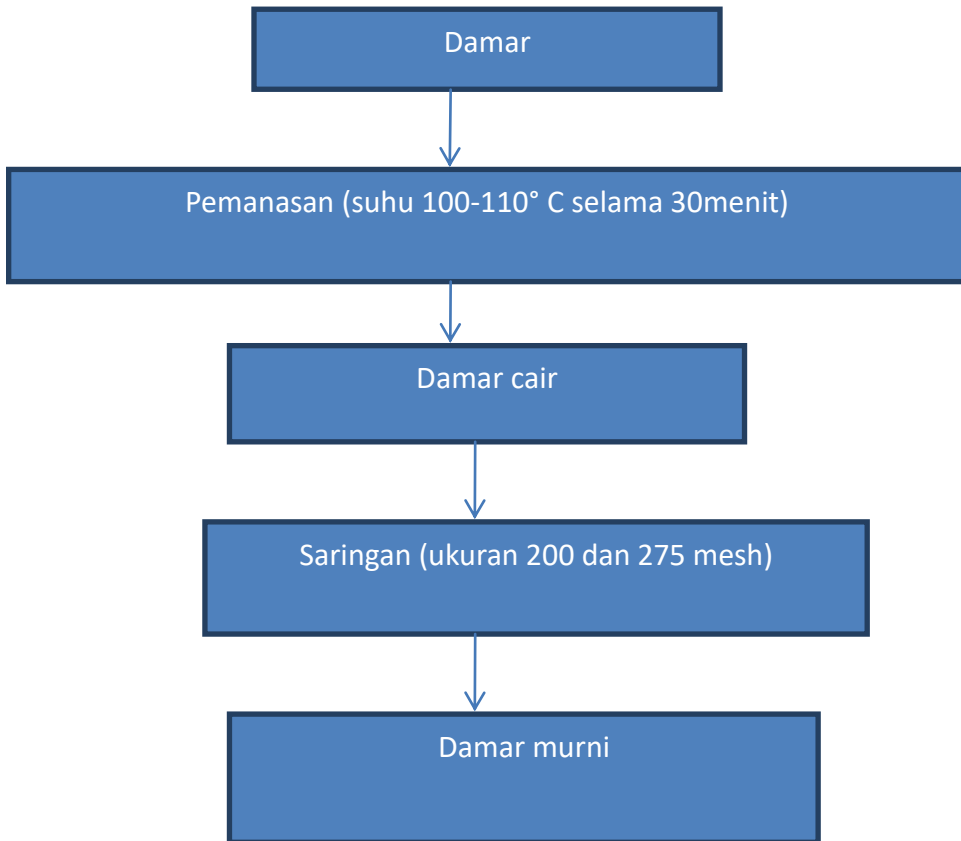 Damar
Pemanasan (suhu 100-110° C selama 30menit)
Damar cair
Saringan (ukuran 200 dan 275 mesh)
Damar murni